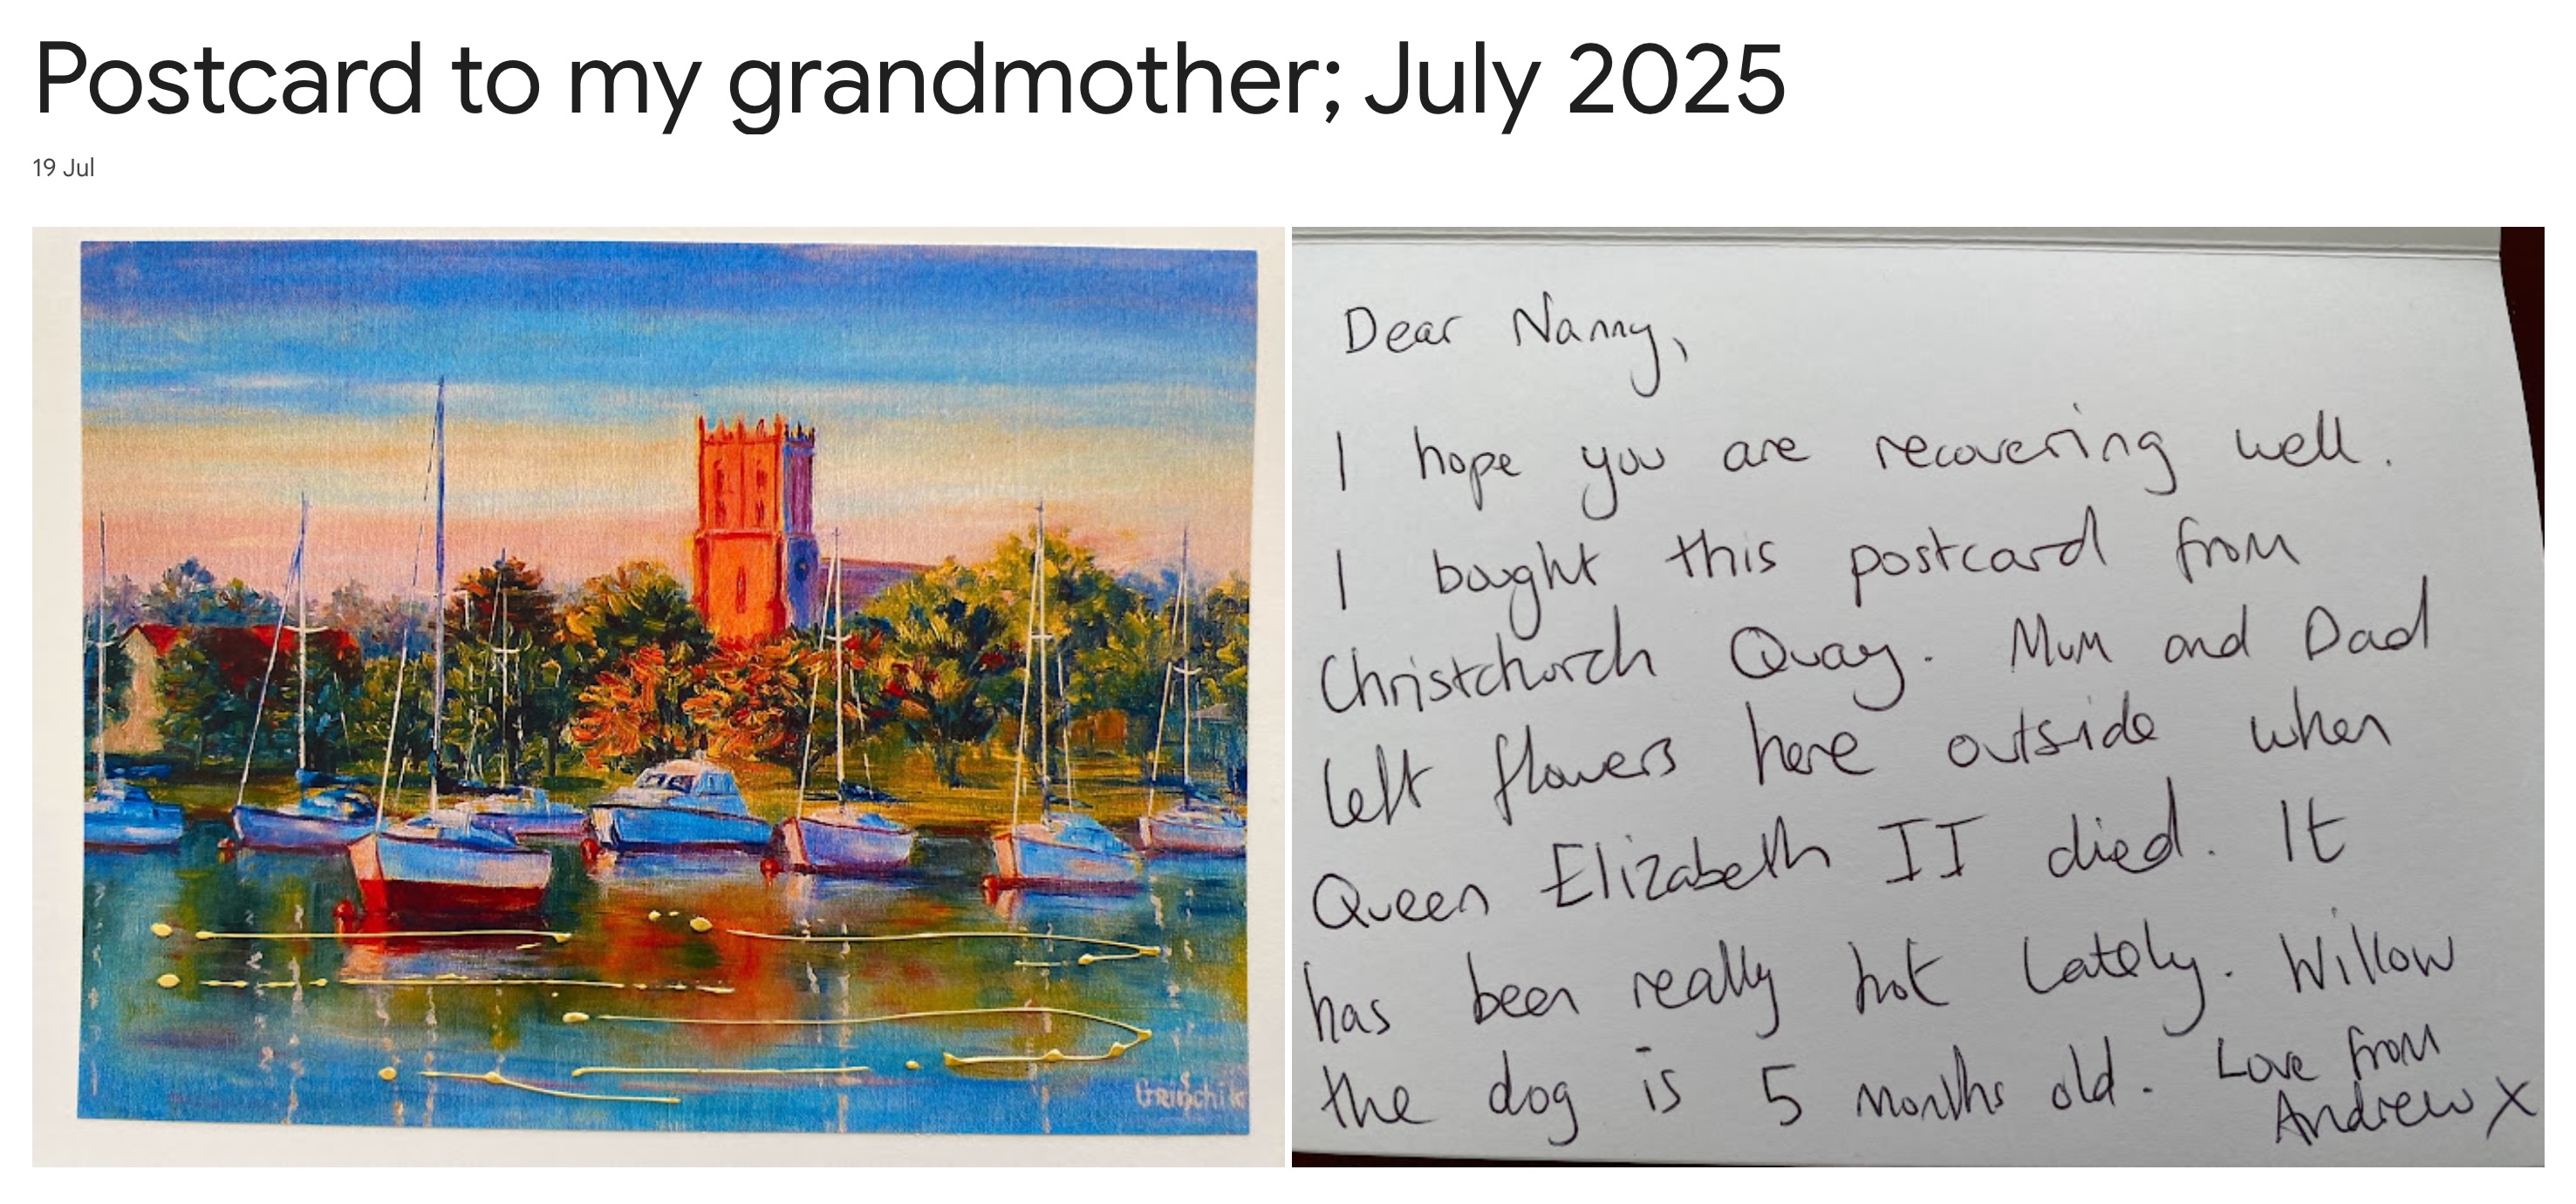 Postcard to my grandmother; July 2025
19 Jul
Grinchik
Dear Nanny,
I hope you are recovering well.
I bought this postcard from
Christchurch Quay. Mum and Dad
left flowers here outside when
Queen Elizabeth II died. It
has been really hot lately. Willow
the dog is 5 months old. Love from
Andrew X